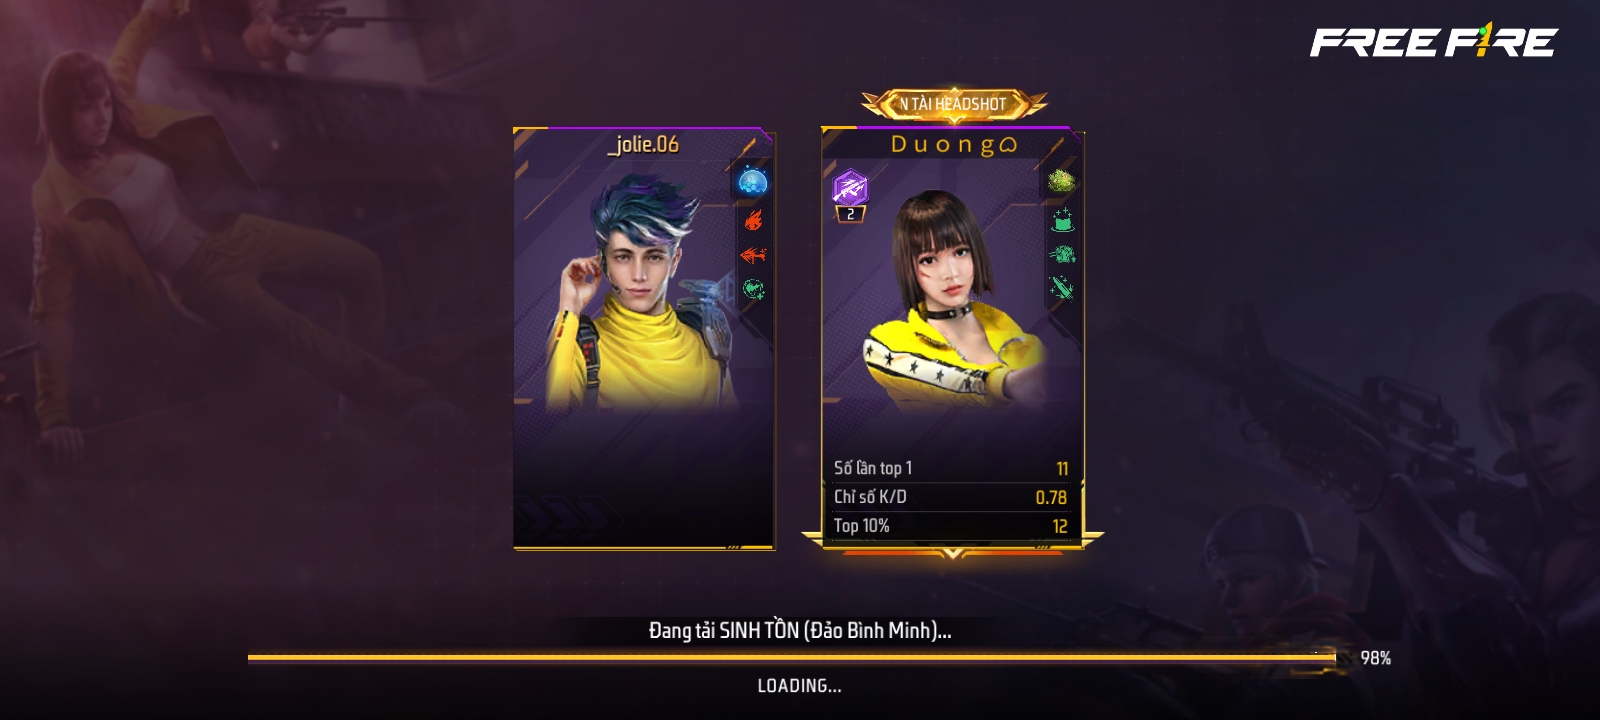 FREE FIRE
N TÀI HEADSHOT
_jolie.06
Duong
2
Số lần top 1 11
Chỉ số K/D 0.78
Top 10% 12
Đang tải SINH TỒN (Đảo Bình Minh)...
98%
LOADING...